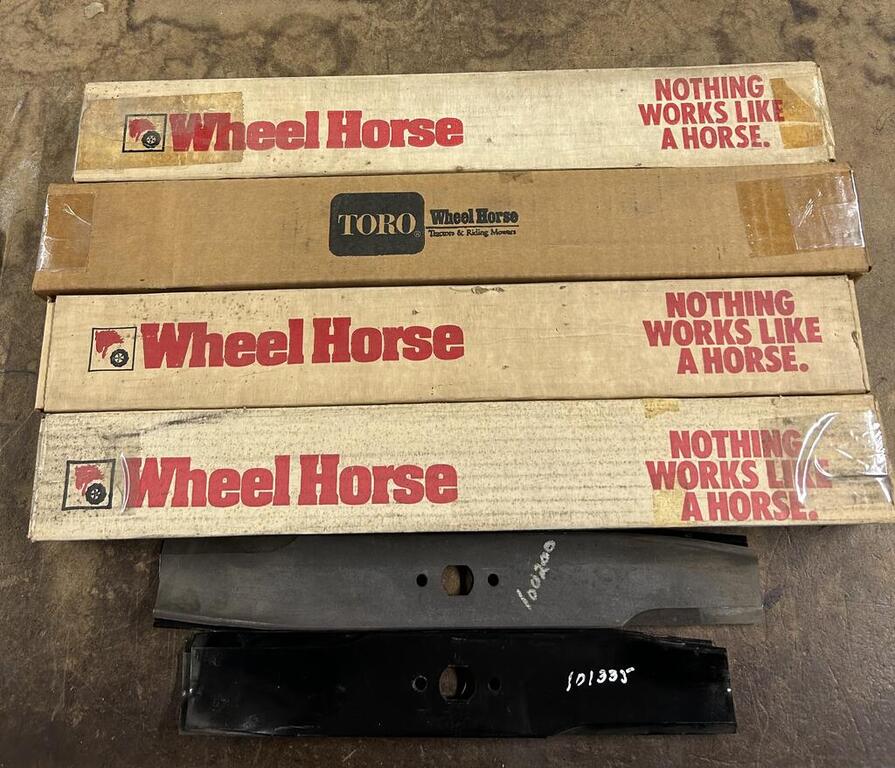 Wheel Horse
NOTHING
WORKS LIKE
A HORSE.
TORO®
Wheel Horse
Tractors & Riding Mowers
Wheel Horse
NOTHING
WORKS LIKE
A HORSE.
Wheel Horse
NOTHING
WORKS LIKE
A HORSE.
100200
101335